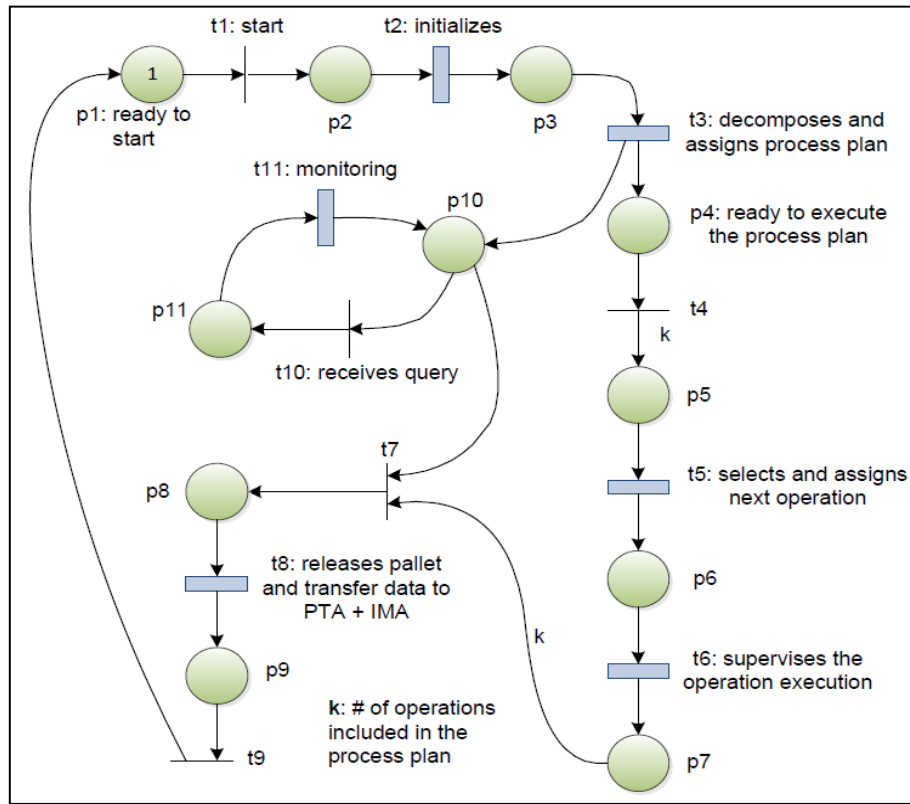 t1: start
t2: initializes
1
p1: ready to
start
p2
p3
t3: decomposes and
assigns process plan
t11: monitoring
p10
p4: ready to execute
the process plan
p11
t10: receives query
t4
k
p5
t7
p8
t5: selects and assigns
next operation
t8: releases pallet
and transfer data to
PTA + IMA
p6
k
p9
t6: supervises the
operation execution
k: # of operations
included in the
process plan
t9
p7